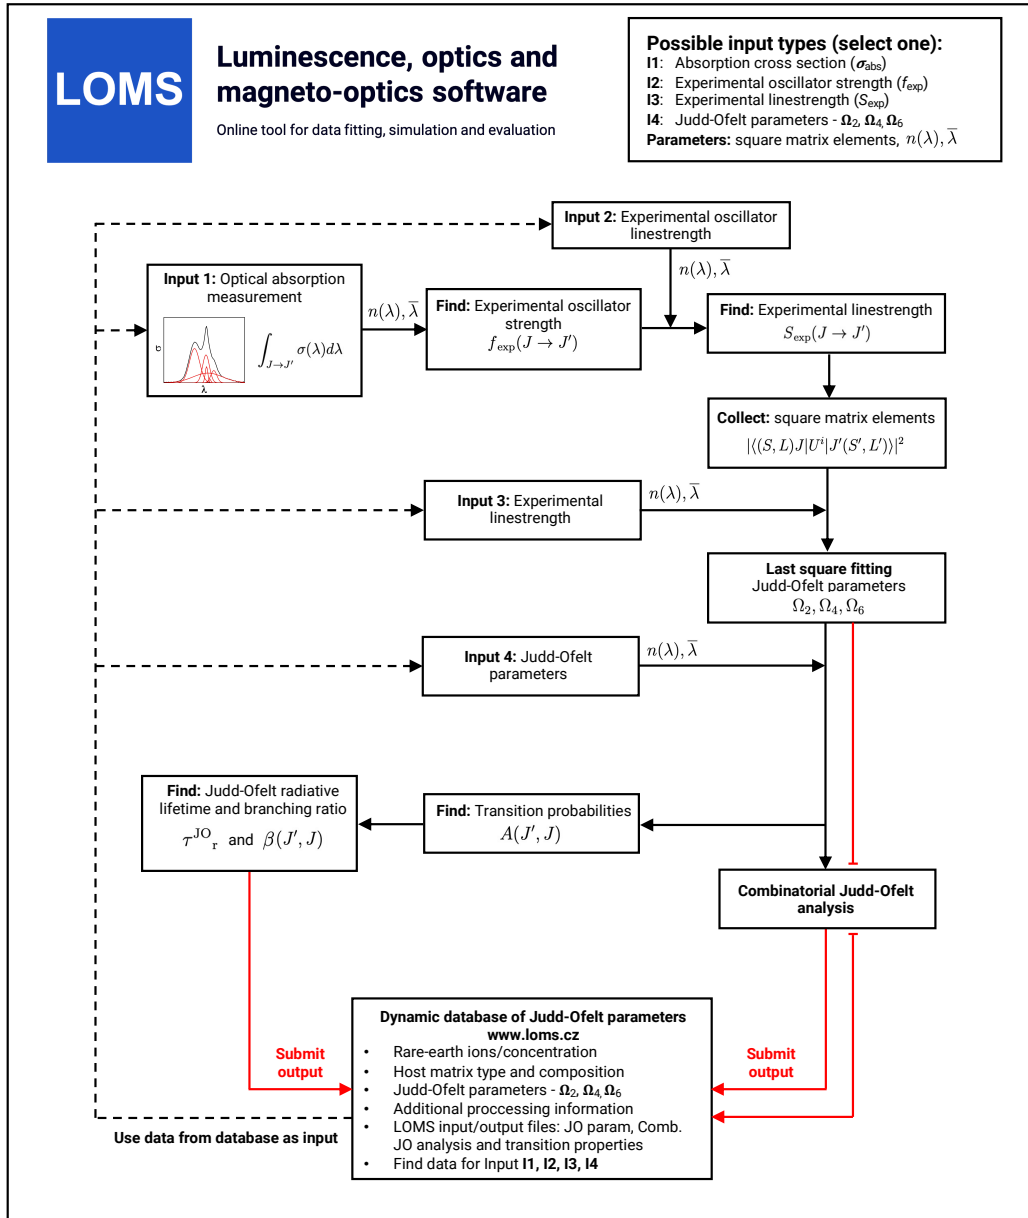 LOMS
Luminescence, optics and
magneto-optics software
Online tool for data fitting, simulation and evaluation
Possible input types (select one):
I1: Absorption cross section (σabs)
I2: Experimental oscillator strength (fexp)
I3: Experimental linestrength (Sexp)
I4: Judd-Ofelt parameters - Ω2, Ω4, Ω6
Parameters: square matrix elements, n(λ), λ̅
Input 2: Experimental oscillator
linestrength
n(λ), λ̅
Input 1: Optical absorption
measurement
σ
λ
∫J→J′ σ(λ)dλ
n(λ), λ̅
Find: Experimental oscillator
strength
fexp(J → J′)
Find: Experimental linestrength
Sexp(J → J′)
Collect: square matrix elements
|⟨(S, L)J|U^i|J′(S′, L′)⟩|²
Input 3: Experimental
linestrength
n(λ), λ̅
Last square fitting
Judd-Ofelt parameters
Ω2, Ω4, Ω6
Input 4: Judd-Ofelt
parameters
n(λ), λ̅
Find: Judd-Ofelt radiative
lifetime and branching ratio
τ^JO_r and β(J′, J)
Find: Transition probabilities
A(J′, J)
Combinatorial Judd-Ofelt
analysis
Submit
output
Submit
output
Dynamic database of Judd-Ofelt parameters
www.loms.cz
• Rare-earth ions/concentration
• Host matrix type and composition
• Judd-Ofelt parameters - Ω2, Ω4, Ω6
• Additional proccessing information
• LOMS input/output files: JO param, Comb.
JO analysis and transition properties
• Find data for Input I1, I2, I3, I4
Use data from database as input